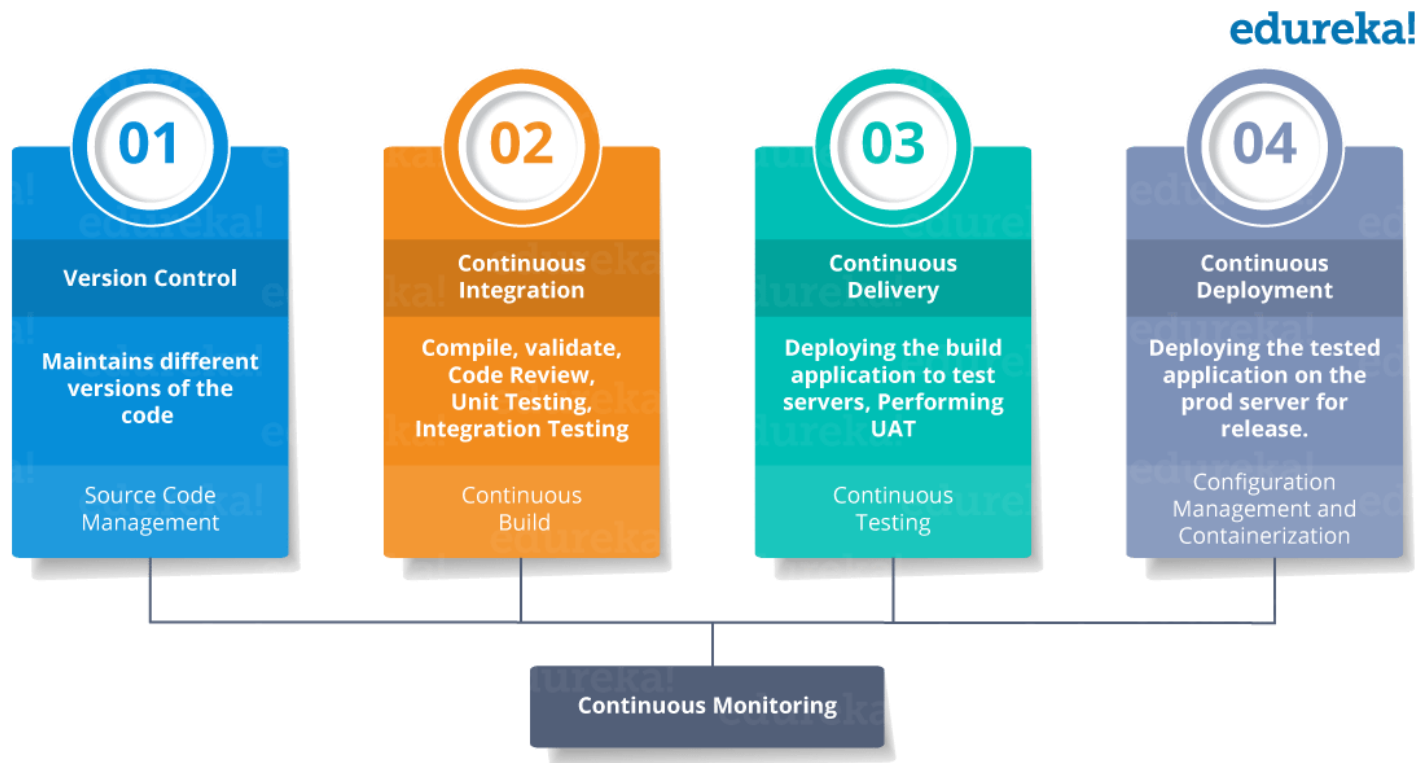 edureka!
01
Version Control
Maintains different
versions of the
code
Source Code
Management
02
Continuous
Integration
Compile, validate,
Code Review,
Unit Testing,
Integration Testing
Continuous
Build
03
Continuous
Delivery
Deploying the build
application to test
servers, Performing
UAT
Continuous
Testing
04
Continuous
Deployment
Deploying the tested
application on the
prod server for
release.
Configuration
Management and
Containerization
Continuous Monitoring